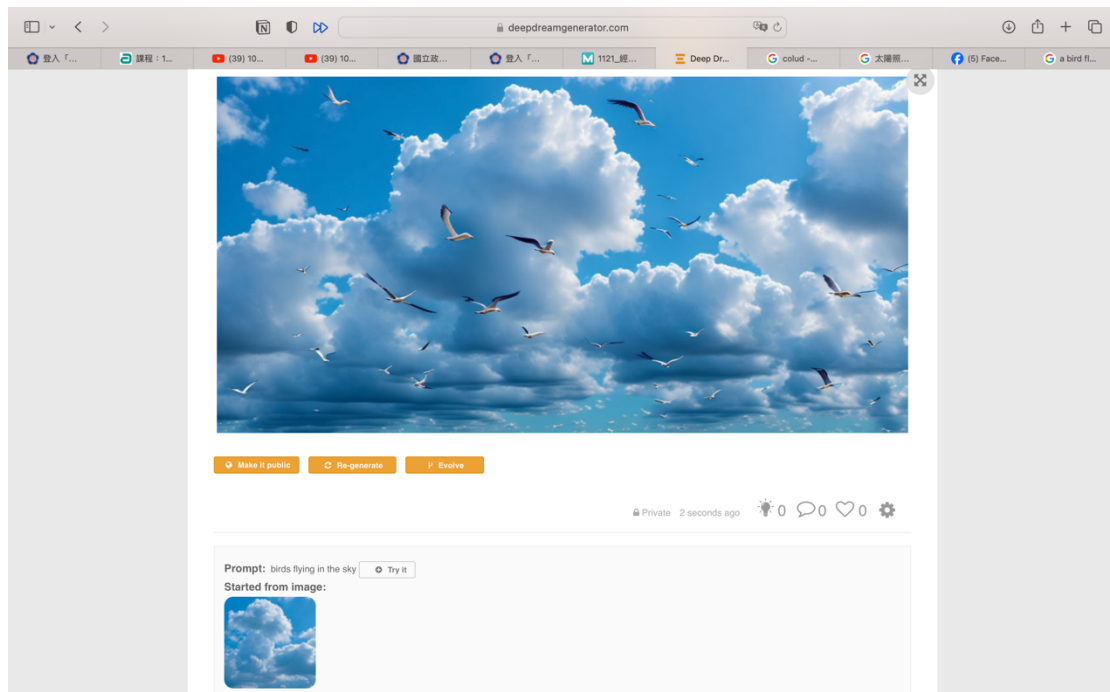 deepdreamgenerator.com
登入「...
課程：1...
(39) 10...
(39) 10...
國立政...
登入「...
1121_經...
Deep Dr...
colud -...
太陽照...
(5) Face...
a bird fl...
Make it public
Re-generate
Evolve
Private 2 seconds ago 0 0 0
Prompt: birds flying in the sky Try it
Started from image: